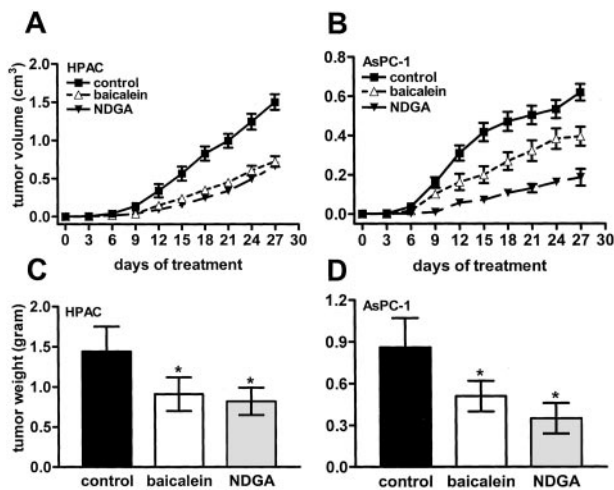 A
HPAC
control
baicalein
NDGA
tumor volume (cm³)
2.0
1.5
1.0
0.5
0.0
0 3 6 9 12 15 18 21 24 27 30
days of treatment
B
AsPC-1
control
baicalein
NDGA
0.8
0.6
0.4
0.2
0.0
0 3 6 9 12 15 18 21 24 27 30
days of treatment
C
HPAC
tumor weight (gram)
2.0
1.5
1.0
0.5
0.0
* *
control baicalein NDGA
D
AsPC-1
1.2
0.9
0.6
0.3
0.0
* *
control baicalein NDGA